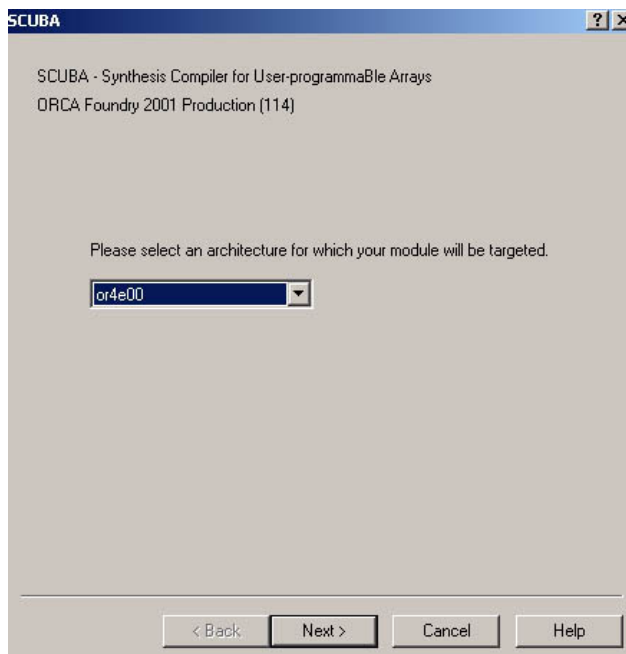 SCUBA
SCUBA - Synthesis Compiler for User-programmaBle Arrays
ORCA Foundry 2001 Production (114)
Please select an architecture for which your module will be targeted.
or4e00
< Back Next > Cancel Help